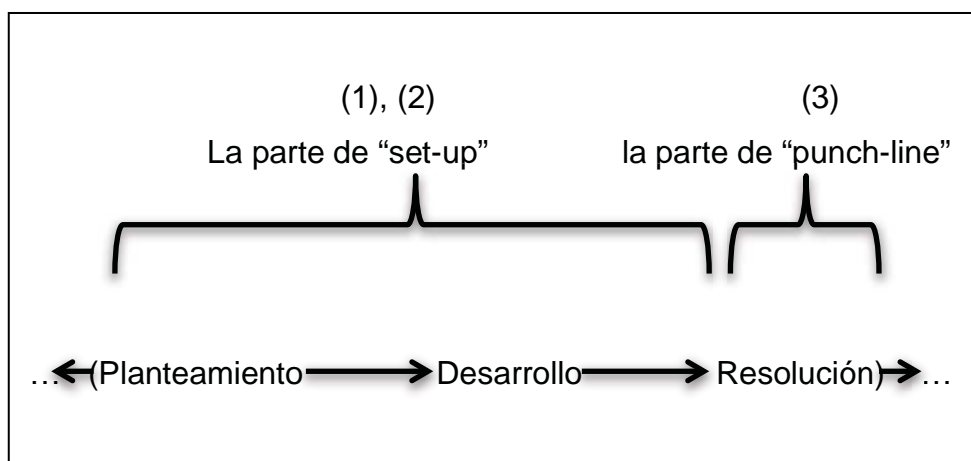 (1), (2) (3)
La parte de “set-up” la parte de “punch-line”
… (Planteamiento Desarrollo Resolución) …